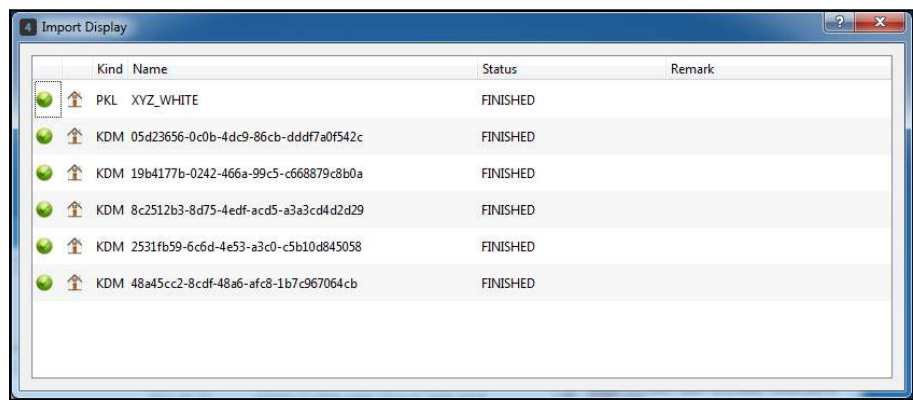 4 Import Display ? X
Kind Name Status Remark
PKL XYZ_WHITE FINISHED
KDM 05d23656-0c0b-4dc9-86cb-dddf7a0f542c FINISHED
KDM 19b4177b-0242-466a-99c5-c668879c8b0a FINISHED
KDM 8c2512b3-8d75-4edf-acd5-a3a3cd4d2d29 FINISHED
KDM 2531fb59-6c6d-4e53-a3c0-c5b10d845058 FINISHED
KDM 48a45cc2-8cdf-48a6-afc8-1b7c967064cb FINISHED